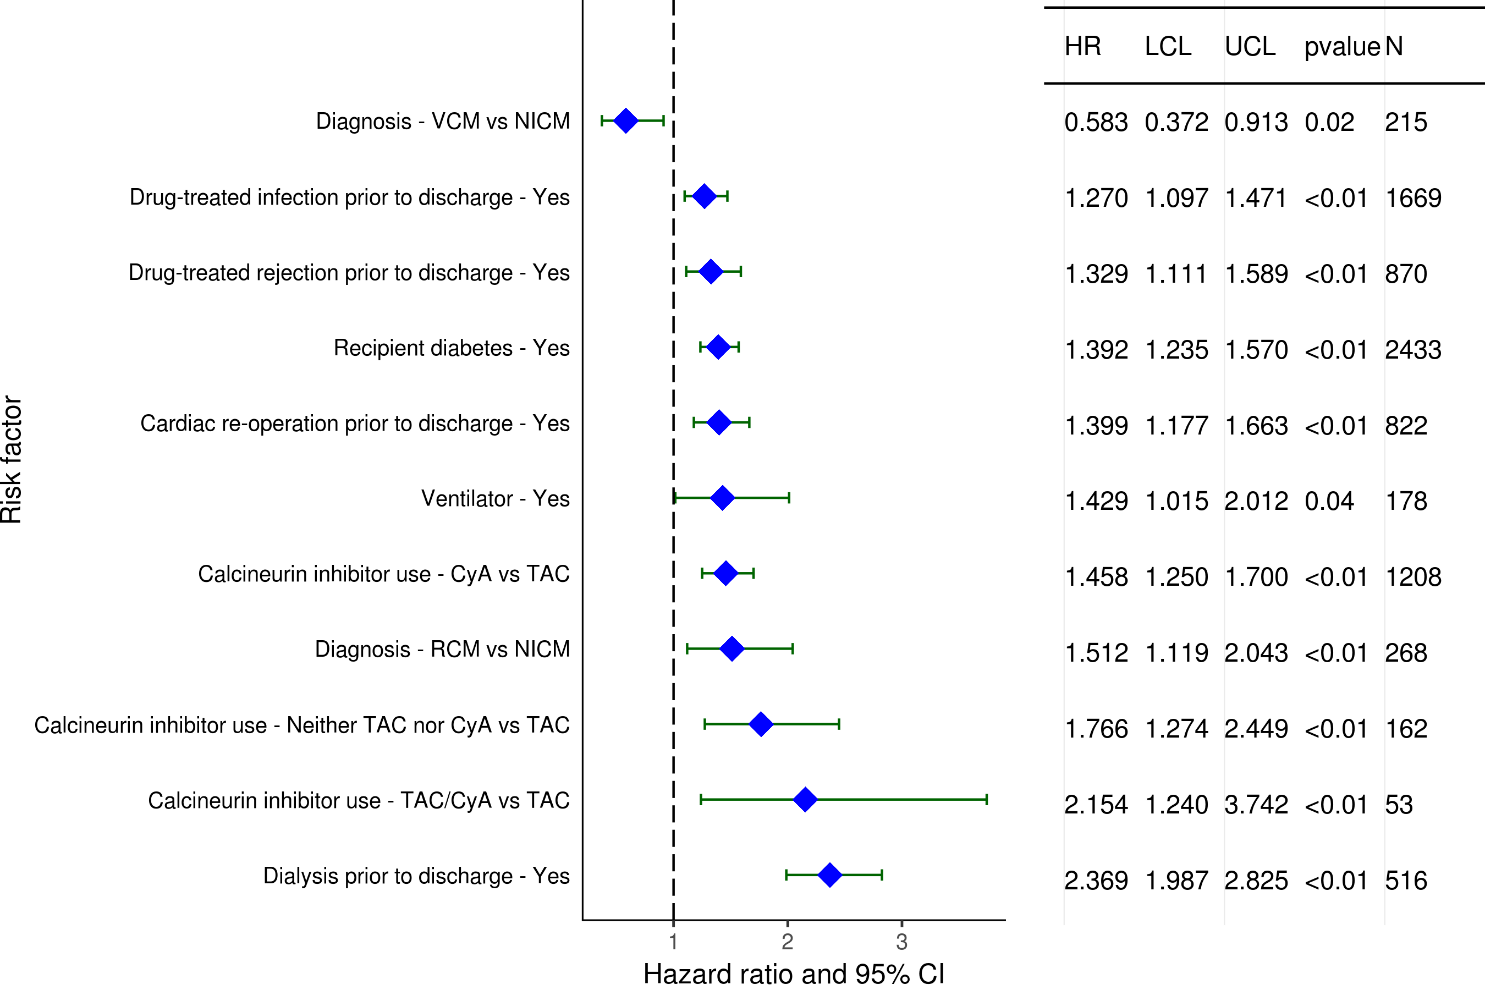 HR LCL UCL pvalue N
Diagnosis - VCM vs NICM 0.583 0.372 0.913 0.02 215
Drug-treated infection prior to discharge - Yes 1.270 1.097 1.471 <0.01 1669
Drug-treated rejection prior to discharge - Yes 1.329 1.111 1.589 <0.01 870
Recipient diabetes - Yes 1.392 1.235 1.570 <0.01 2433
Cardiac re-operation prior to discharge - Yes 1.399 1.177 1.663 <0.01 822
Ventilator - Yes 1.429 1.015 2.012 0.04 178
Calcineurin inhibitor use - CyA vs TAC 1.458 1.250 1.700 <0.01 1208
Diagnosis - RCM vs NICM 1.512 1.119 2.043 <0.01 268
Calcineurin inhibitor use - Neither TAC nor CyA vs TAC 1.766 1.274 2.449 <0.01 162
Calcineurin inhibitor use - TAC/CyA vs TAC 2.154 1.240 3.742 <0.01 53
Dialysis prior to discharge - Yes 2.369 1.987 2.825 <0.01 516
Risk factor
1 2 3
Hazard ratio and 95% CI